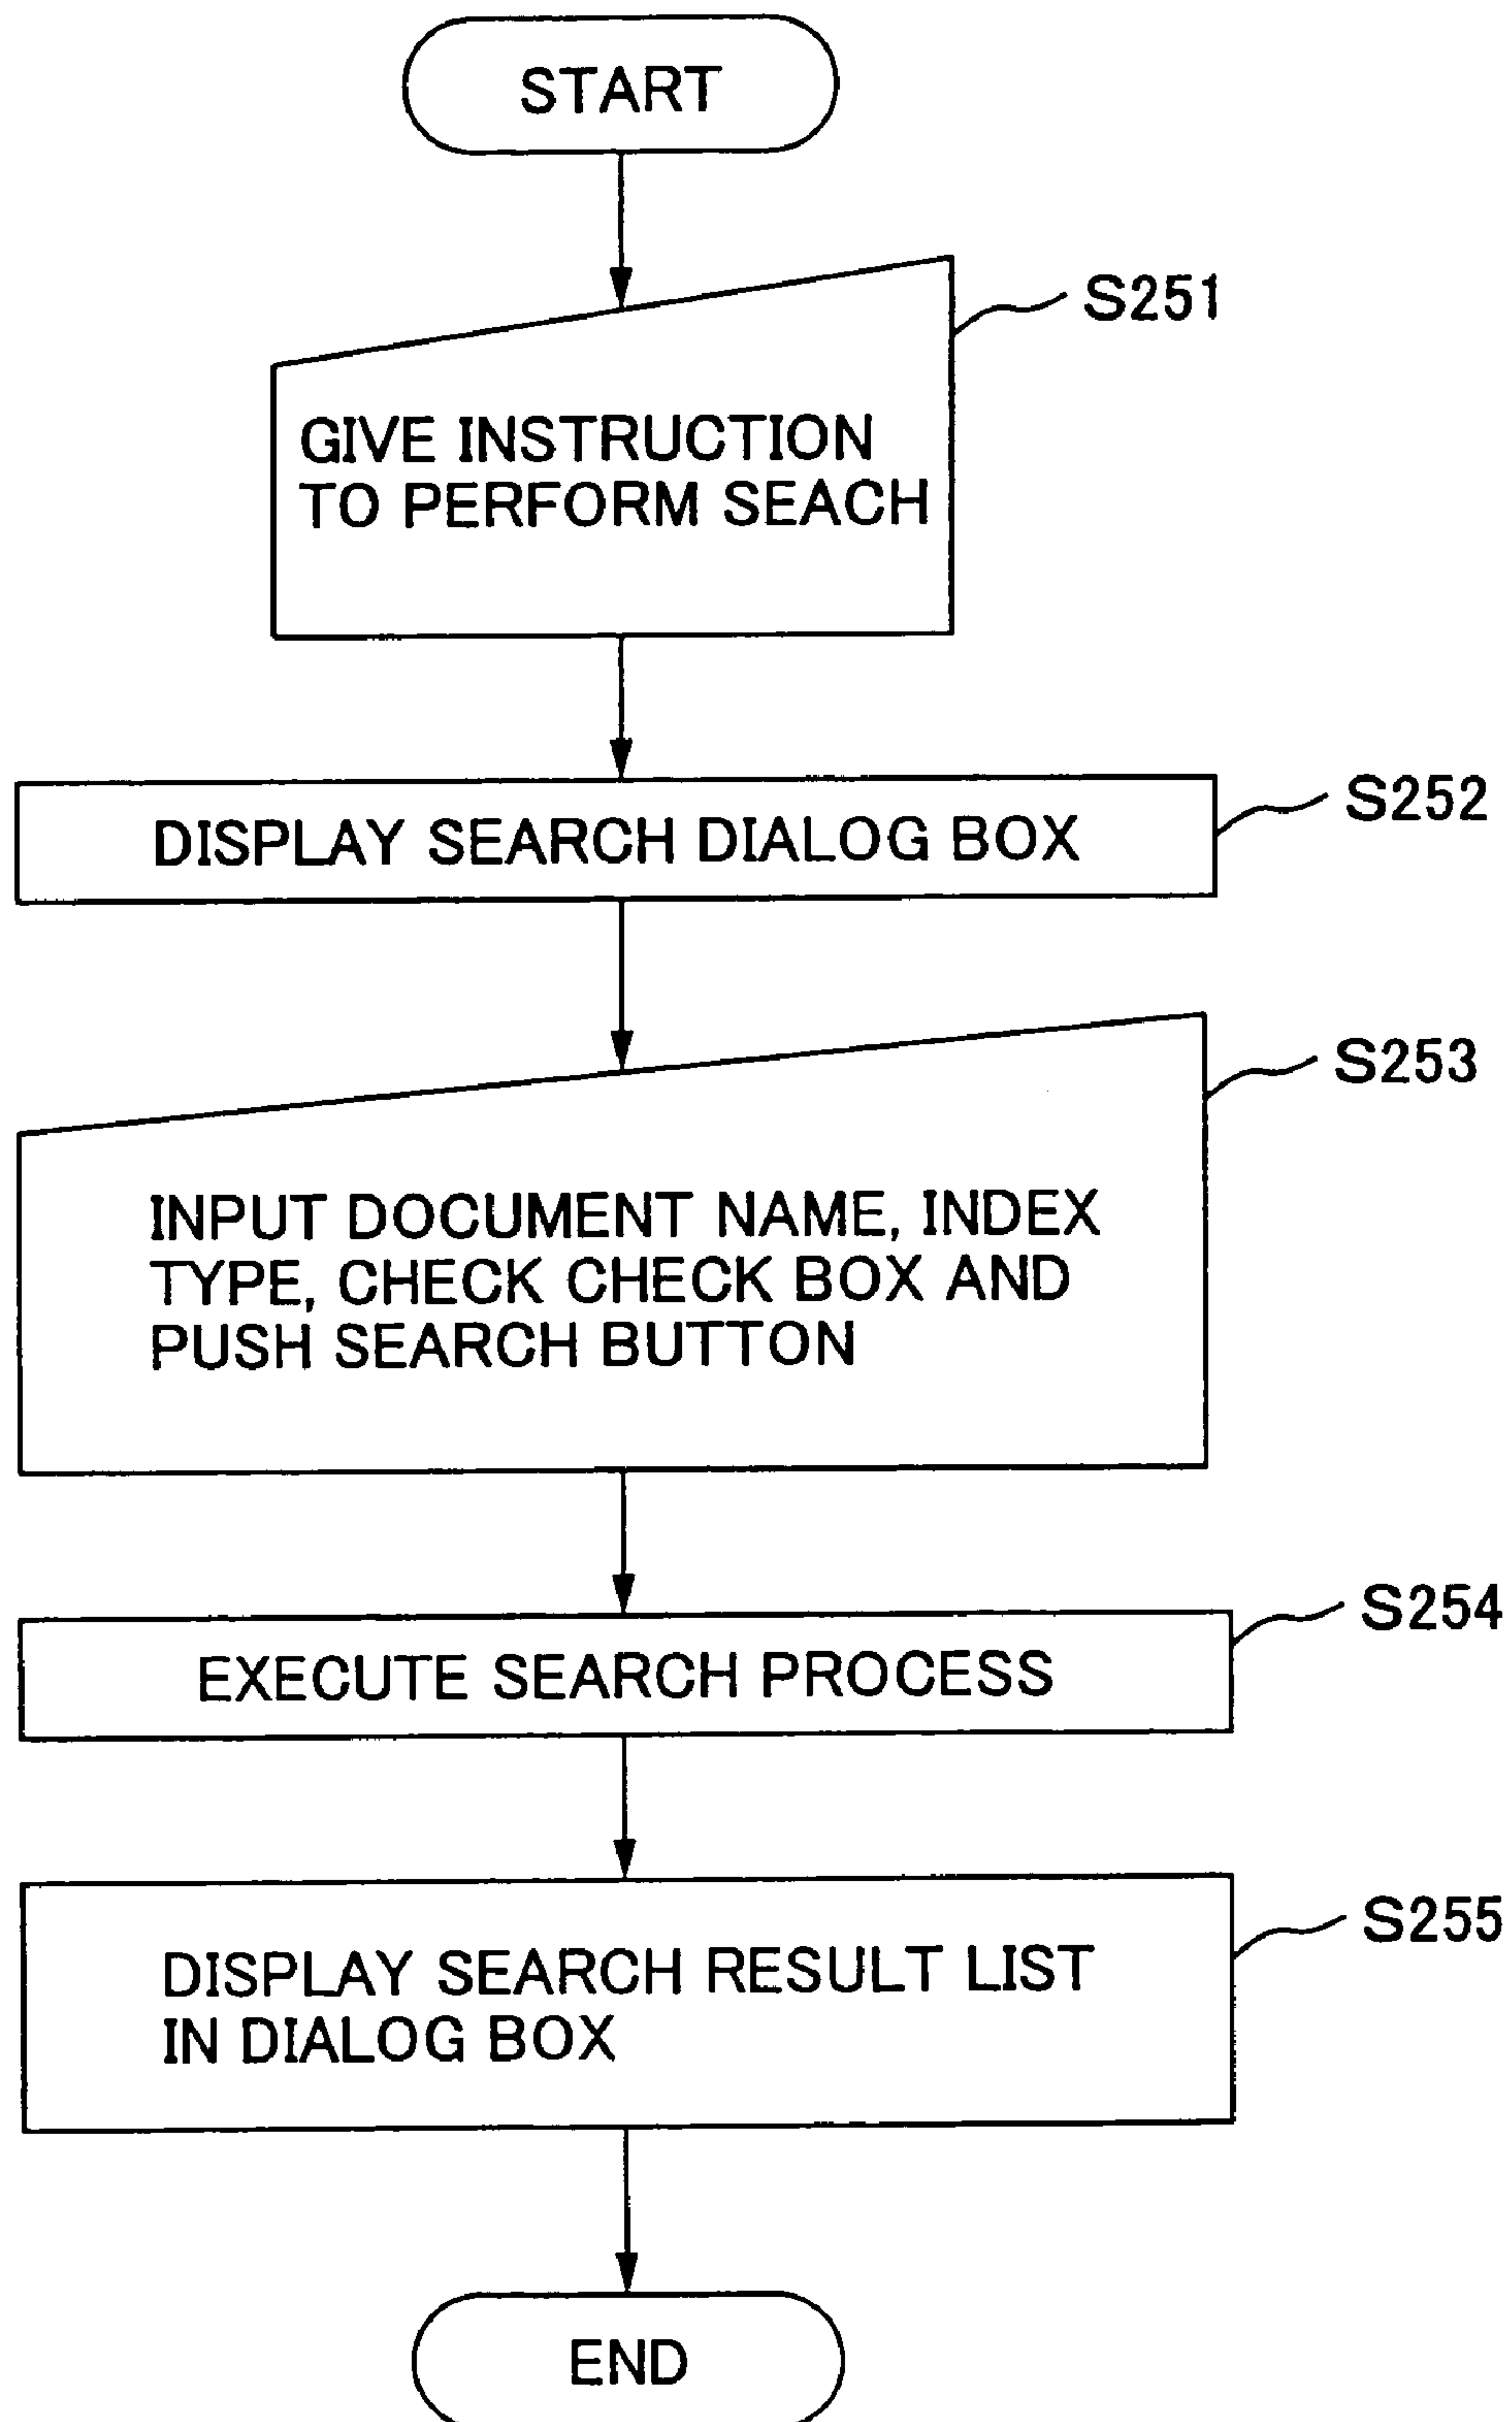 START
S251
GIVE INSTRUCTION
TO PERFORM SEACH
S252
DISPLAY SEARCH DIALOG BOX
S253
INPUT DOCUMENT NAME, INDEX
TYPE, CHECK CHECK BOX AND
PUSH SEARCH BUTTON
S254
EXECUTE SEARCH PROCESS
S255
DISPLAY SEARCH RESULT LIST
IN DIALOG BOX
END